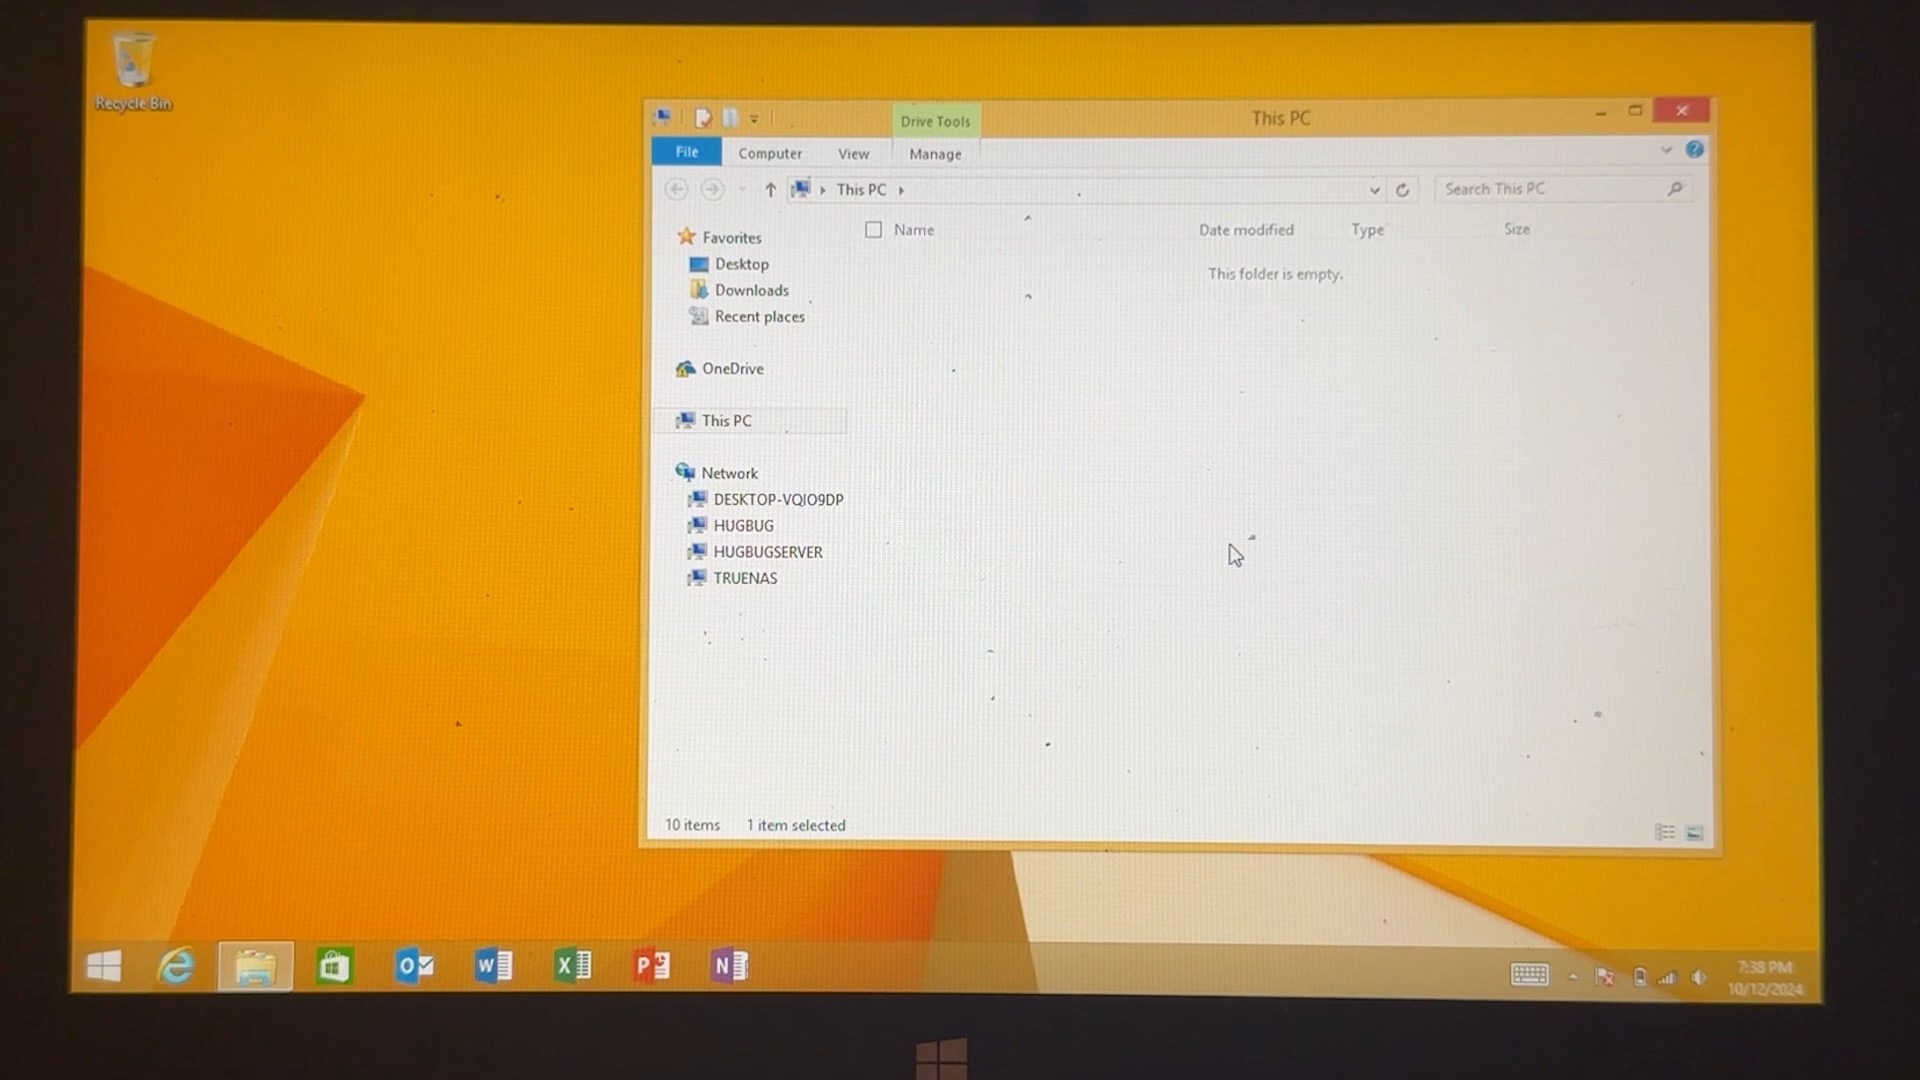 Recycle Bin
Drive Tools
This PC
File
Computer
View
Manage
This PC
Search This PC
Name
Date modified
Type
Size
This folder is empty.
Favorites
Desktop
Downloads
Recent places
OneDrive
This PC
Network
DESKTOP-VQIO9DP
HUGBUG
HUGBUGSERVER
TRUENAS
10 items
1 item selected
7:38 PM
10/12/2024